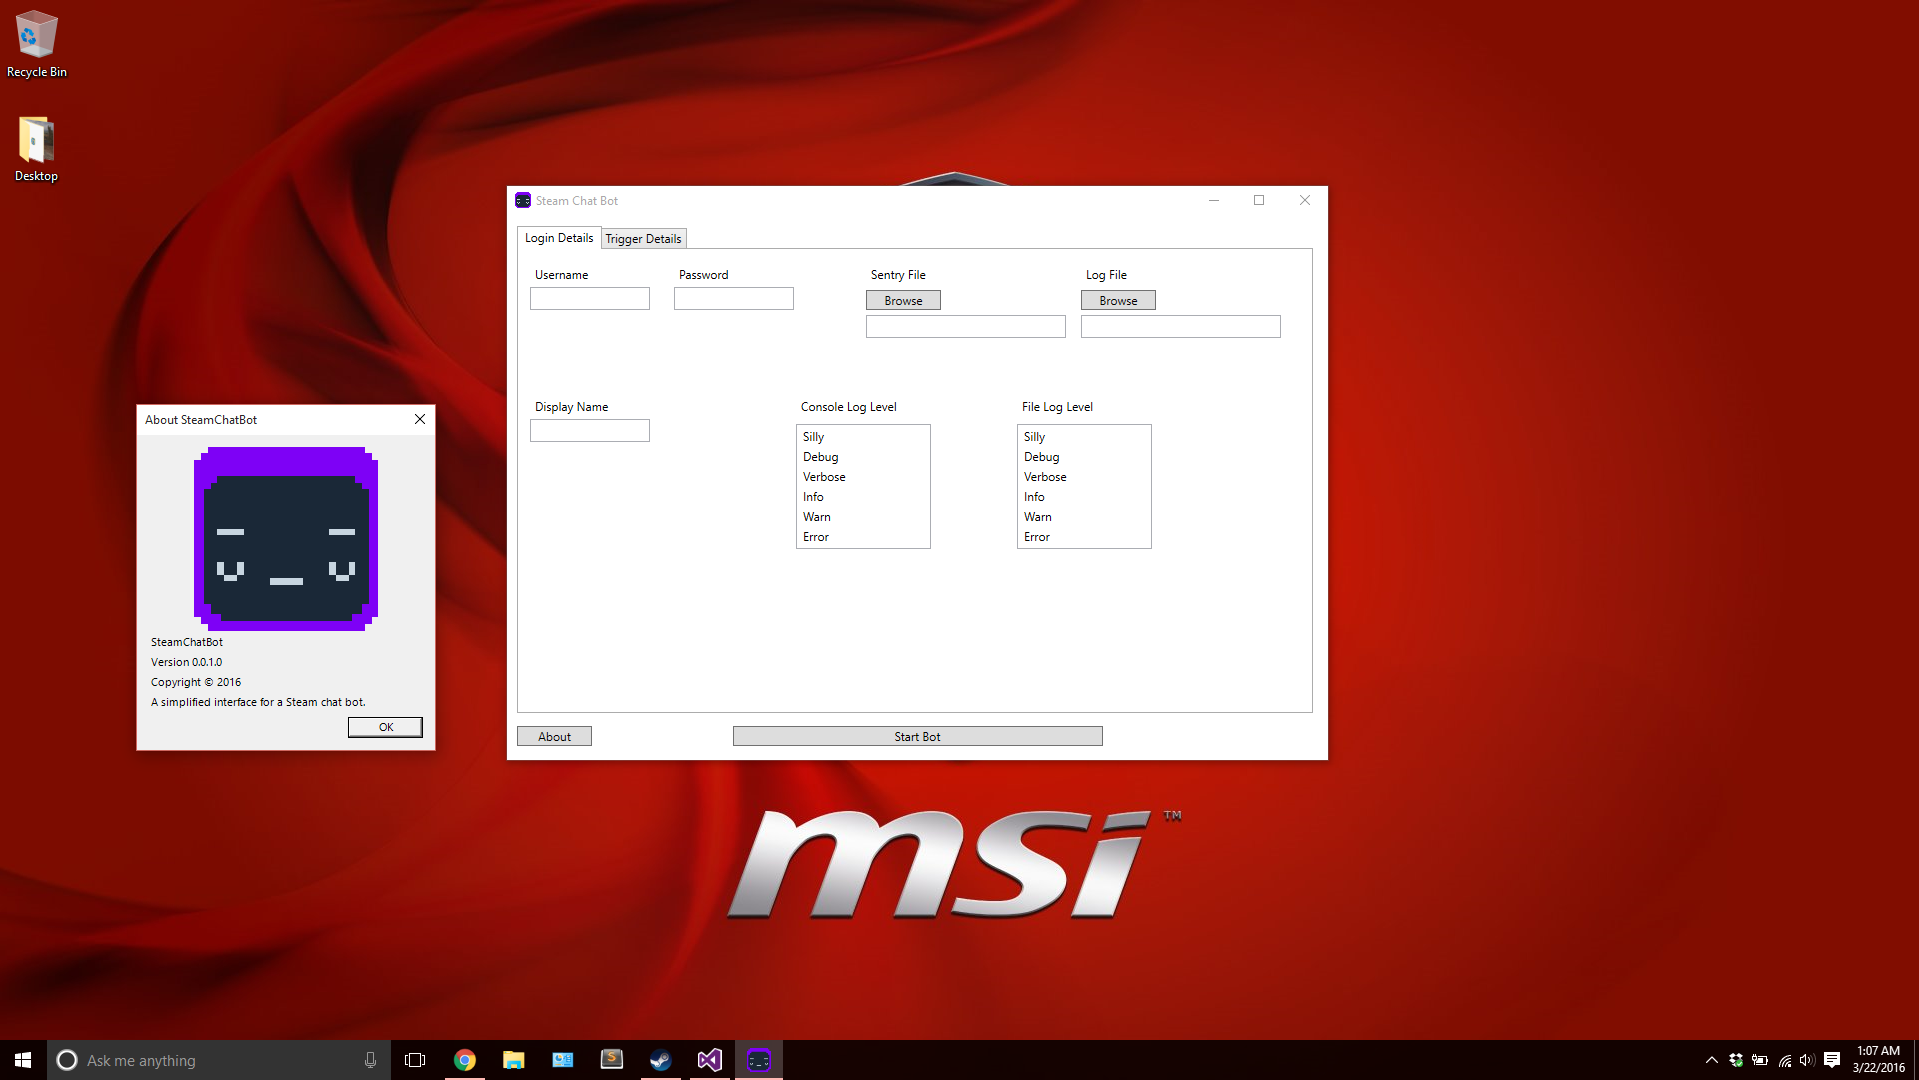 Recycle Bin
Desktop
Steam Chat Bot
Login Details
Trigger Details
Username
Password
Sentry File
Log File
Browse
Browse
Display Name
Console Log Level
File Log Level
Silly
Debug
Verbose
Info
Warn
Error
Silly
Debug
Verbose
Info
Warn
Error
About
Start Bot
About SteamChatBot
SteamChatBot
Version 0.0.1.0
Copyright © 2016
A simplified interface for a Steam chat bot.
OK
msi ™
Ask me anything
S
1:07 AM
3/22/2016